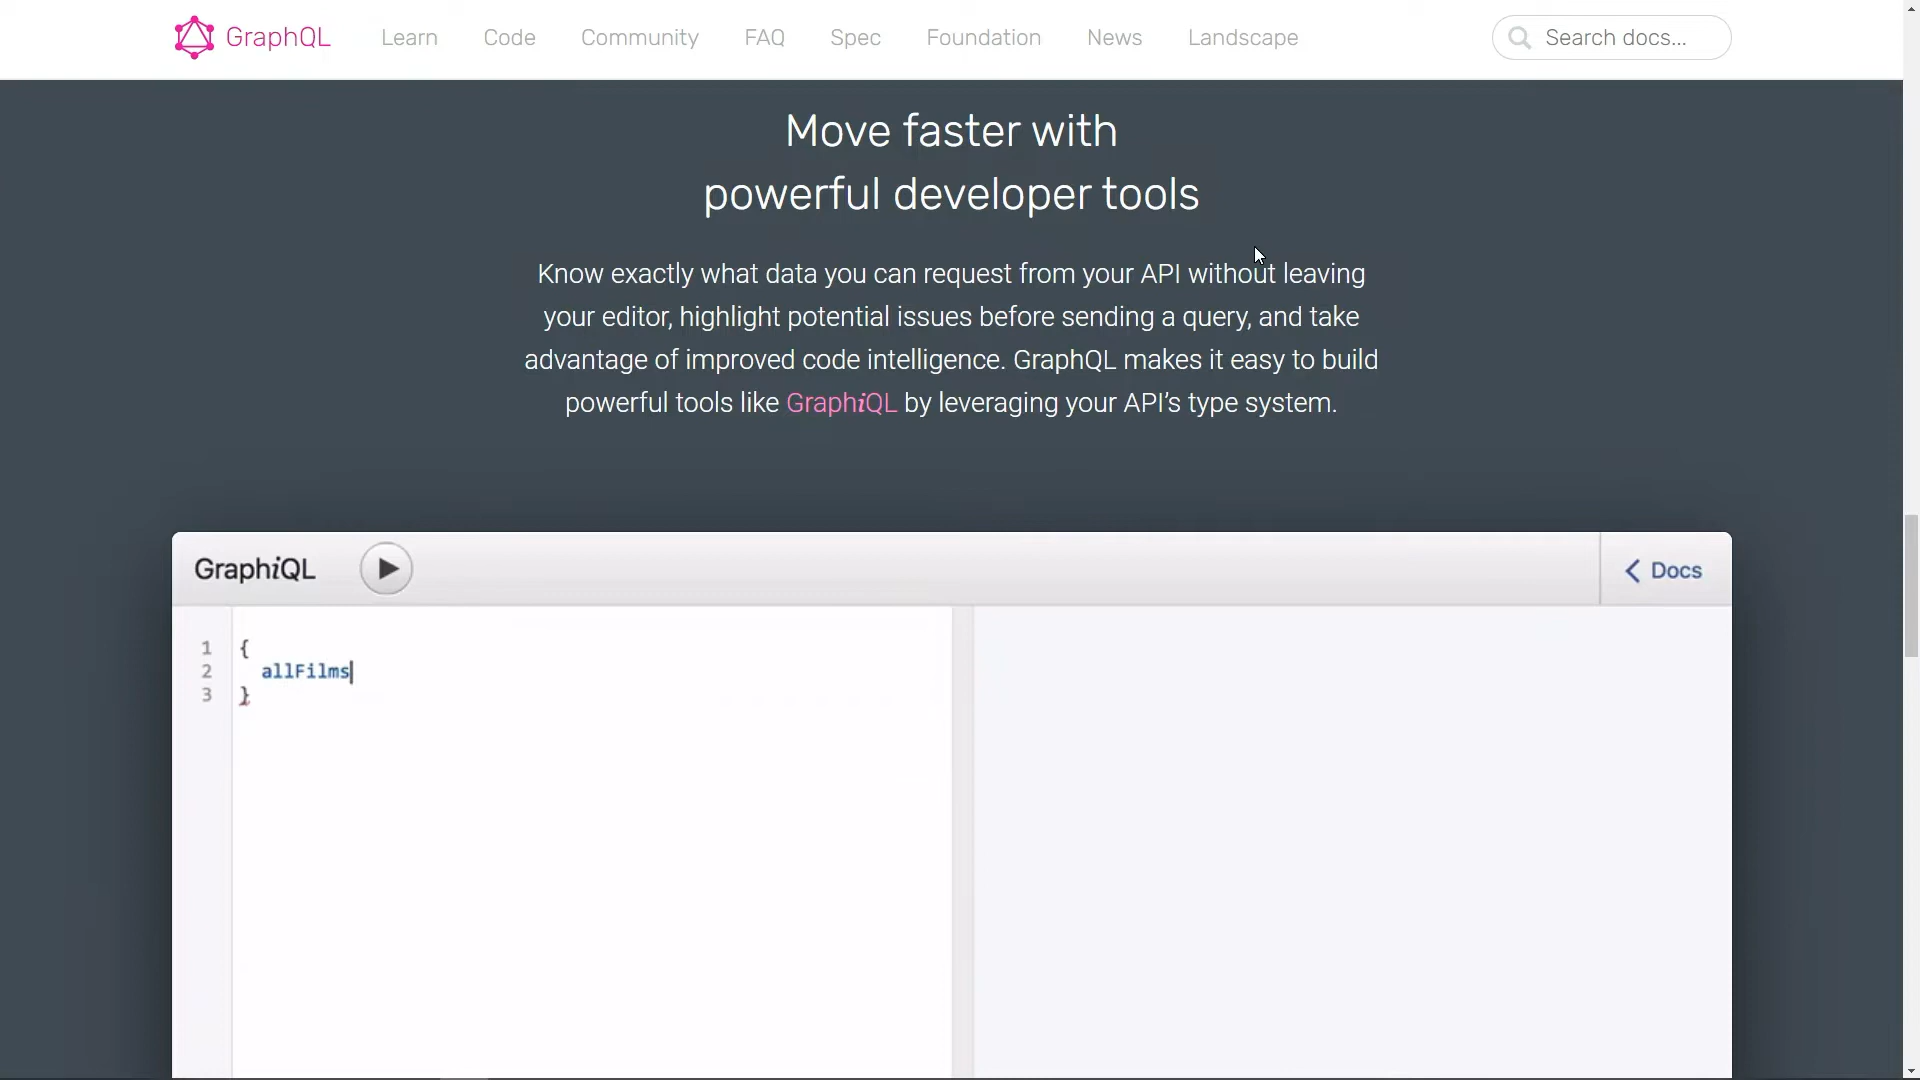 GraphQL Learn Code Community FAQ Spec Foundation News Landscape Search docs...
Move faster with
powerful developer tools
Know exactly what data you can request from your API without leaving
your editor, highlight potential issues before sending a query, and take
advantage of improved code intelligence. GraphQL makes it easy to build
powerful tools like GraphiQL by leveraging your API’s type system.
GraphiQL Docs
1 {
2 allFilms
3 }